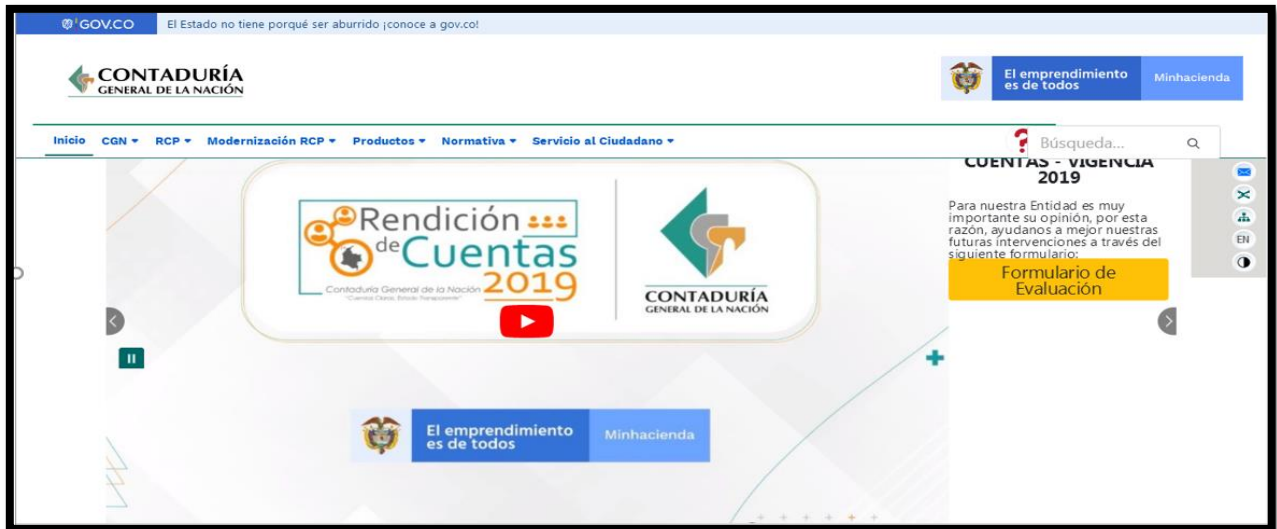 GOV.CO El Estado no tiene porqué ser aburrido ¡conoce a gov.co!
CONTADURÍA
GENERAL DE LA NACIÓN
El emprendimiento
es de todos
Minhacienda
Inicio CGN RCP Modernización RCP Productos Normativa Servicio al Ciudadano
? Búsqueda...
CUENTAS - VIGENCIA
2019
Para nuestra Entidad es muy
importante su opinión, por esta
razón, ayudanos a mejor nuestras
futuras intervenciones a través del
siguiente formulario:
Formulario de
Evaluación
EN
Rendición
de Cuentas
2019
Contaduría General de la Nación
"Cuentas Claras, Estado Transparente"
CONTADURÍA
GENERAL DE LA NACIÓN
El emprendimiento
es de todos
Minhacienda